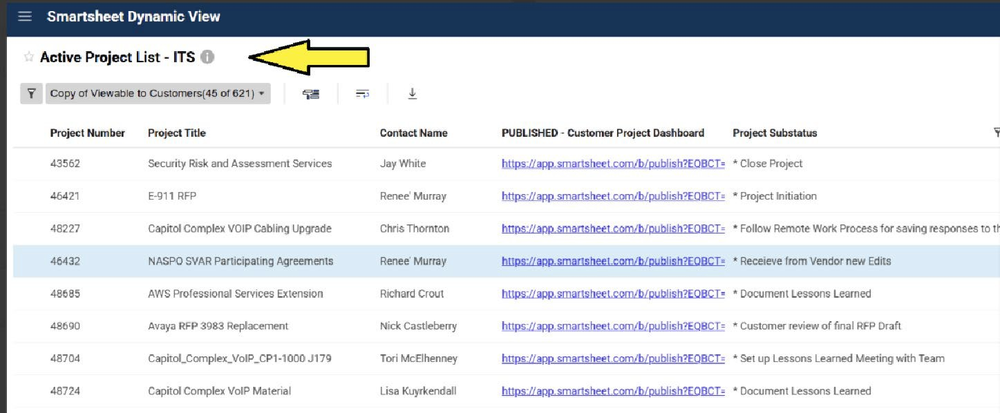 Smartsheet Dynamic View
Active Project List - ITS
Copy of Viewable to Customers(45 of 621)
Project Number Project Title Contact Name PUBLISHED - Customer Project Dashboard Project Substatus
43562 Security Risk and Assessment Services Jay White https://app.smartsheet.com/b/publish?EQBCT= * Close Project
46421 E-911 RFP Renee' Murray https://app.smartsheet.com/b/publish?EQBCT= * Project Initiation
48227 Capitol Complex VOIP Cabling Upgrade Chris Thornton https://app.smartsheet.com/b/publish?EQBCT= * Follow Remote Work Process for saving responses to th
46432 NASPO SVAR Participating Agreements Renee' Murray https://app.smartsheet.com/b/publish?EQBCT= * Receieve from Vendor new Edits
48685 AWS Professional Services Extension Richard Crout https://app.smartsheet.com/b/publish?EQBCT= * Document Lessons Learned
48690 Avaya RFP 3983 Replacement Nick Castleberry https://app.smartsheet.com/b/publish?EQBCT= * Customer review of final RFP Draft
48704 Capitol_Complex_VoIP_CP1-1000 J179 Tori McElhenney https://app.smartsheet.com/b/publish?EQBCT= * Set up Lessons Learned Meeting with Team
48724 Capitol Complex VoIP Material Lisa Kuyrkendall https://app.smartsheet.com/b/publish?EQBCT= * Document Lessons Learned